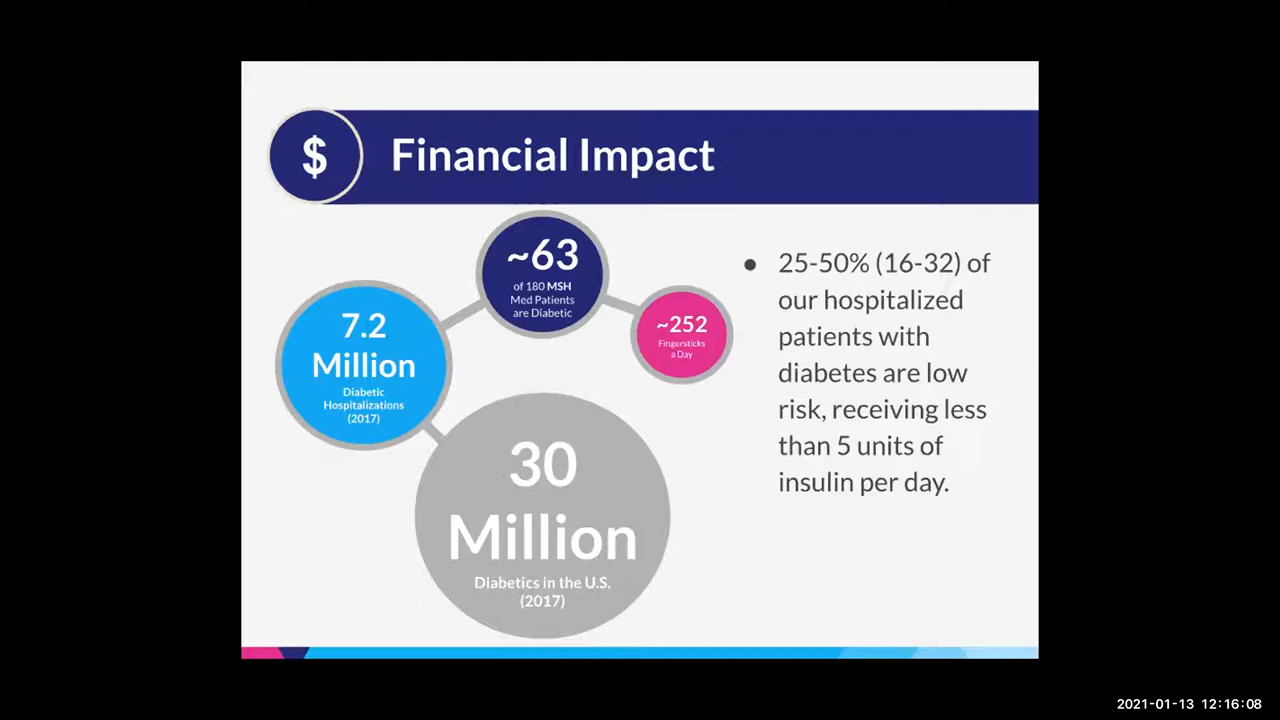 $
Financial Impact
~63
of 180 MSH
Med Patients
are Diabetic
~252
Fingersticks
a Day
7.2
Million
Diabetic
Hospitalizations
(2017)
30
Million
Diabetics in the U.S.
(2017)
● 25-50% (16-32) of
our hospitalized
patients with
diabetes are low
risk, receiving less
than 5 units of
insulin per day.
2021-01-13 12:16:08